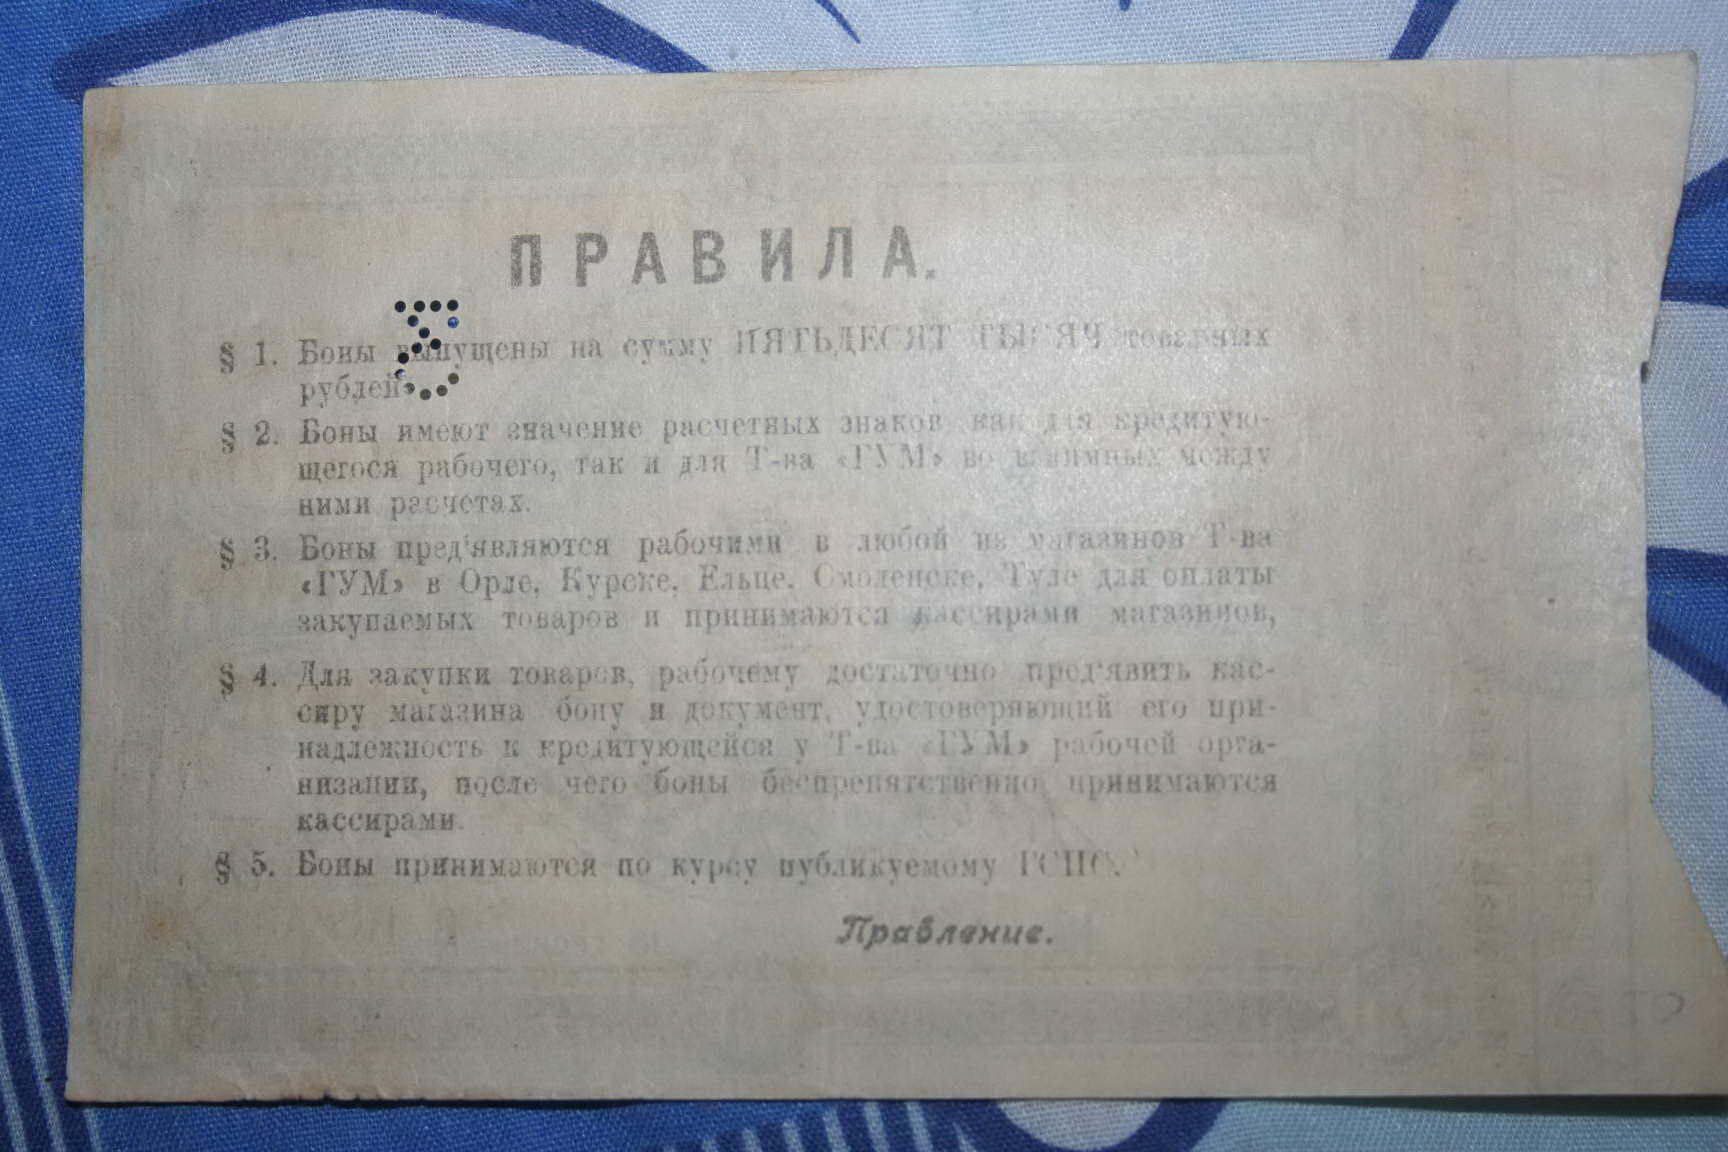 ПРАВИЛА.
§ 1. Боны выпущены на сумму ПЯТЬДЕСЯТ ТЫСЯЧ товарных
рублей.
§ 2. Боны имеют значение расчетных знаков как для кредитую-
щегося рабочего, так и для Т-ва «ГУМ» во взаимных между
ними расчетах.
§ 3. Боны пред'являются рабочими в любой из магазинов Т-ва
«ГУМ» в Орле, Курске, Ельце, Смоленске, Туле для оплаты
закупаемых товаров и принимаются кассирами магазинов,
§ 4. Для закупки товаров, рабочему достаточно пред'явить кас-
сиру магазина бону и документ, удостоверяющий его при-
надлежность к кредитующейся у Т-ва «ГУМ» рабочей орга-
низации, после чего боны беспрепятственно принимаются
кассирами.
§ 5. Боны принимаются по курсу публикуемому
Правление.